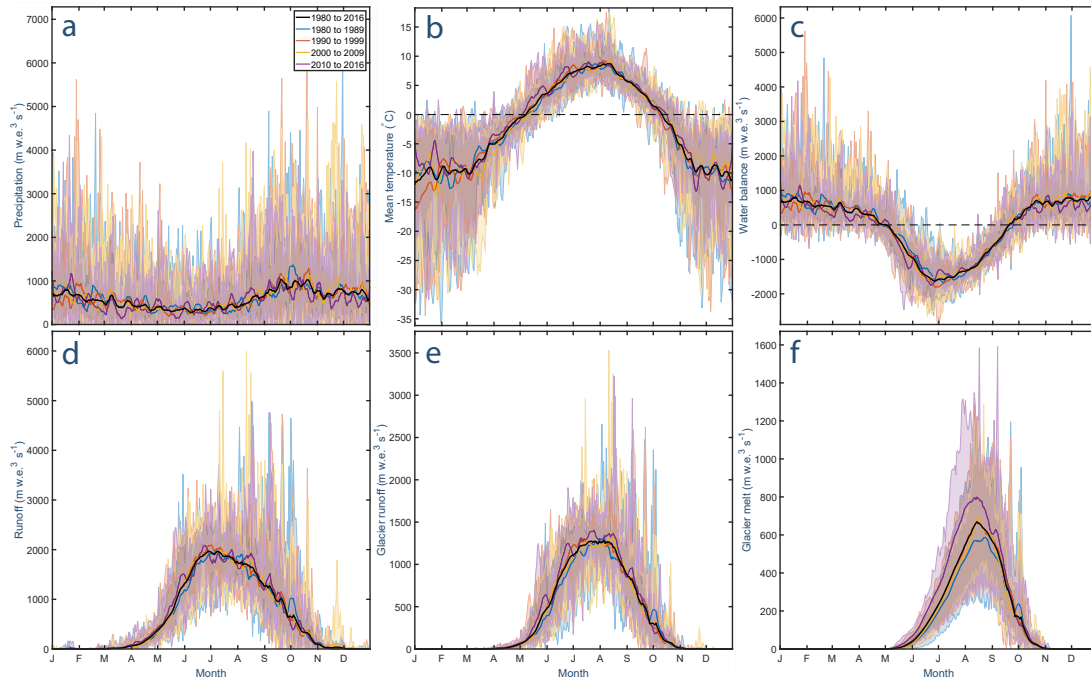 a
b
c
1980 to 2016
1980 to 1989
1990 to 1999
2000 to 2009
2010 to 2016
Precipitation (m w.e.³ s⁻¹)
7000
6000
5000
4000
3000
2000
1000
0
Mean temperature (°C)
15
10
5
0
-5
-10
-15
-20
-25
-30
-35
Water balance (m w.e.³ s⁻¹)
6000
5000
4000
3000
2000
1000
0
-1000
-2000
d
e
f
Runoff (m w.e.³ s⁻¹)
6000
5000
4000
3000
2000
1000
0
J F M A M J J A S O N D
Month
Glacier runoff (m w.e.³ s⁻¹)
3500
3000
2500
2000
1500
1000
500
0
J F M A M J J A S O N D
Month
Glacier melt (m w.e.³ s⁻¹)
1600
1400
1200
1000
800
600
400
200
0
J F M A M J J A S O N D
Month